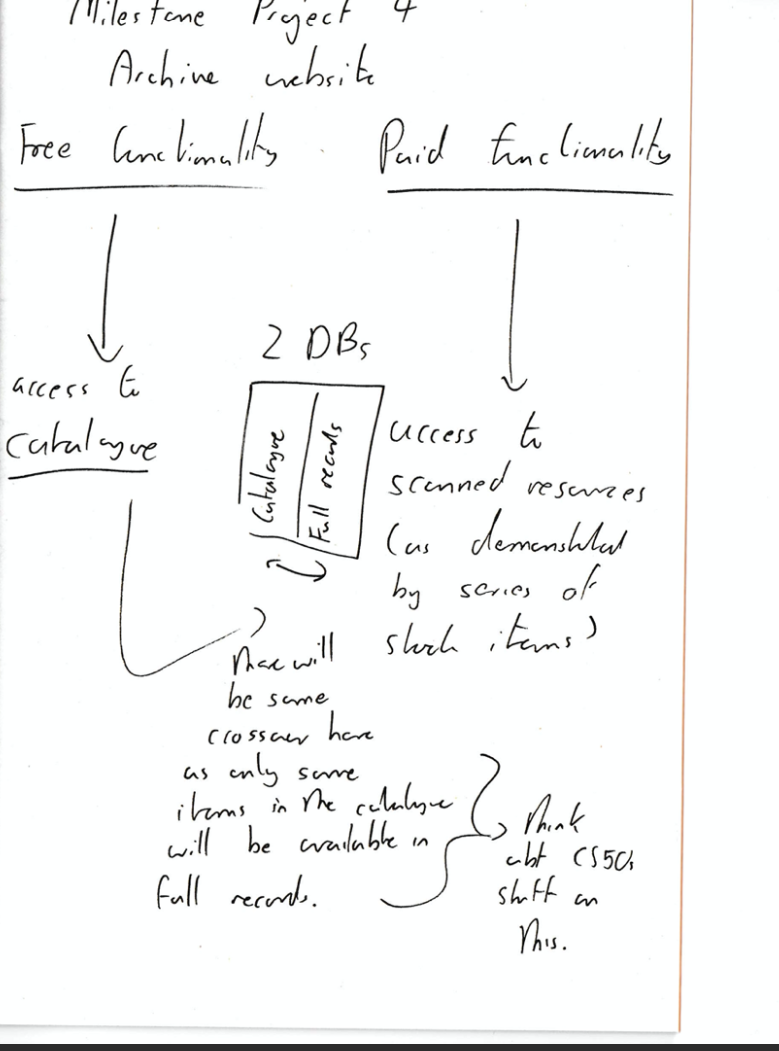 Milestone Project 4
Archive website
Free functionality
Paid functionality
access to
catalogue
2 DBs
Catalogue
Full records
access to
scanned resources
(as demonstrated
by series of
stock items)
There will
be some
crossover here
as only some
items in the catalogue
will be available in
full records.
Think
abt CS50s
stuff on
this.